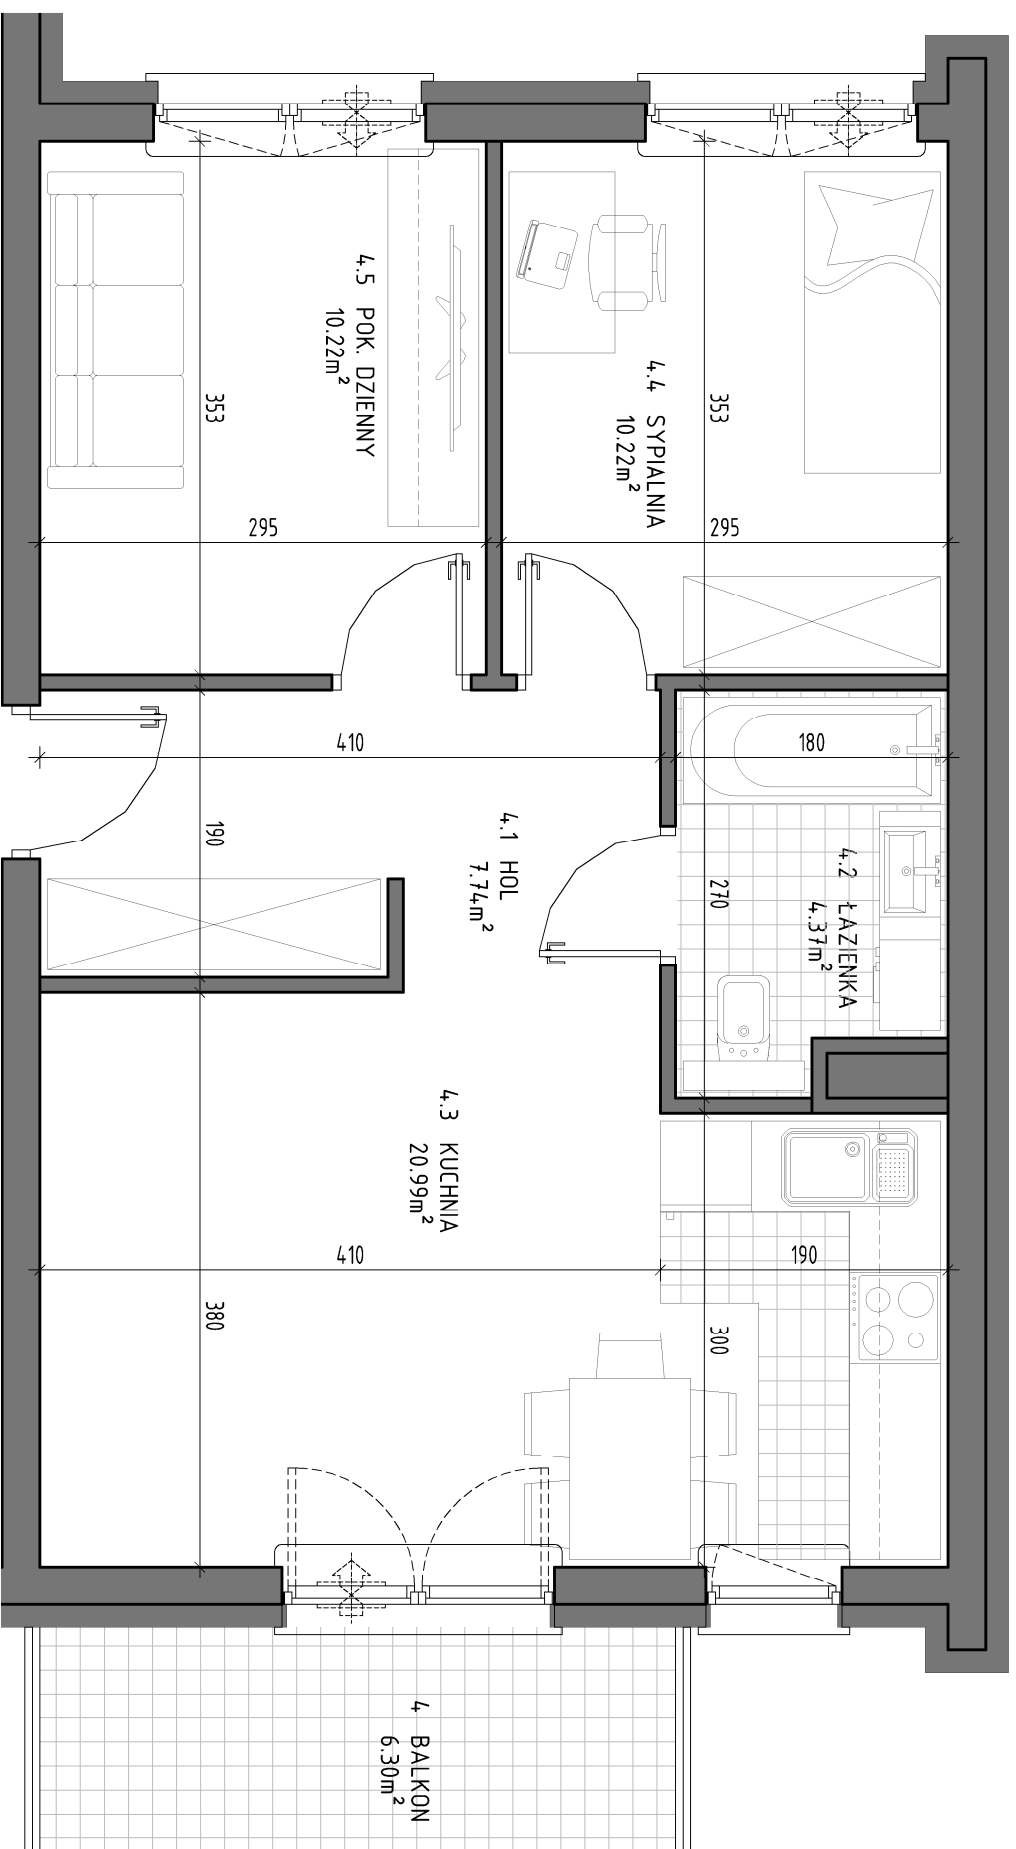 4.5 POK. DZIENNY
10.22m²
4.4 SYPIALNIA
10.22m²
353
353
295
295
410
180
190
4.1 HOL
7.74m²
270
4.2 ŁAZIENKA
4.37m²
4.3 KUCHNIA
20.99m²
410
190
380
300
4 BALKON
6.30m²